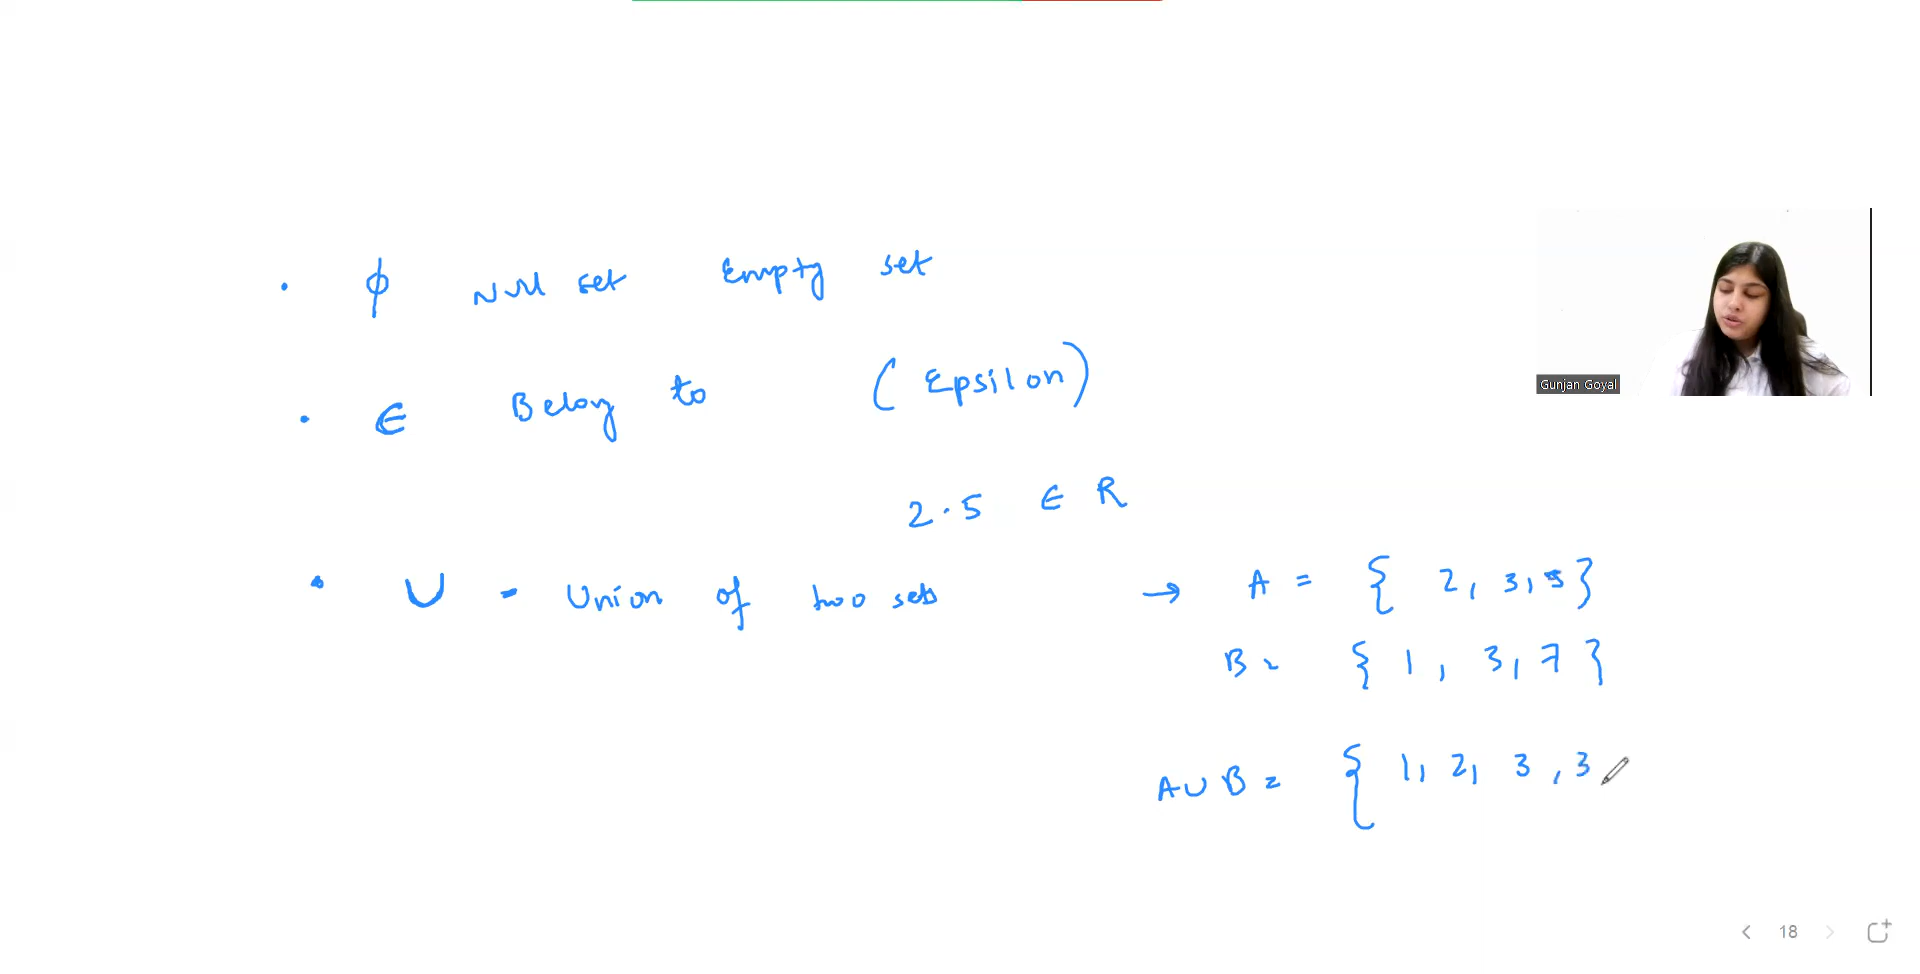 · ϕ Null set Empty set
Gunjan Goyal
· ∈ Belong to (Epsilon)
2.5 ∈ R
· ∪ - Union of two sets → A = { 2, 3, 5 }
B = { 1, 3, 7 }
A∪B = { 1, 2, 3, 3
< 18 >